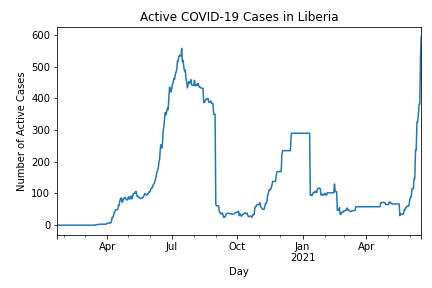 Active COVID-19 Cases in Liberia
Number of Active Cases
600
500
400
300
200
100
0
Apr
Jul
Oct
Jan
2021
Apr
Day